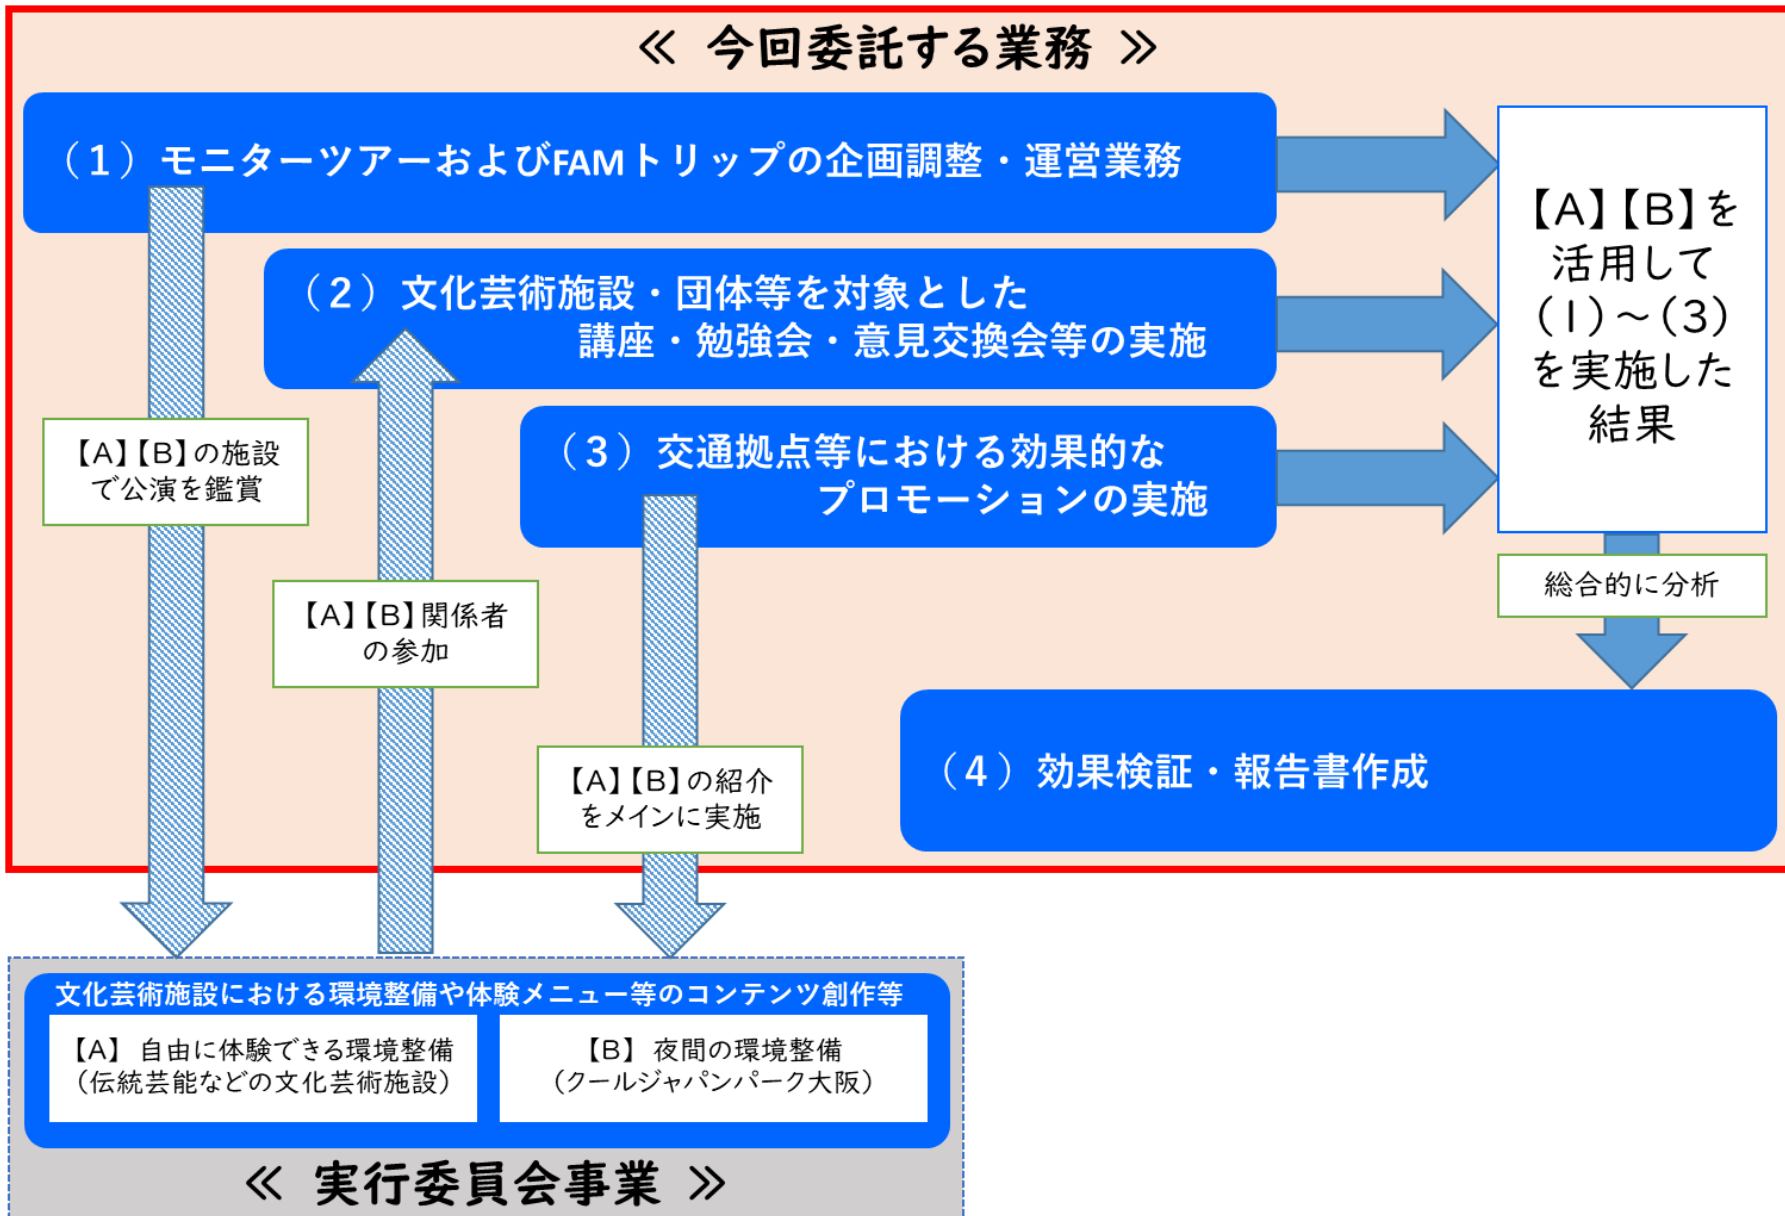 ≪ 今回委託する業務 ≫
（１）モニターツアーおよびFAMトリップの企画調整・運営業務
（２）文化芸術施設・団体等を対象とした
講座・勉強会・意見交換会等の実施
（３）交通拠点等における効果的な
プロモーションの実施
【A】【B】を
活用して
（1）～（3）
を実施した
結果
【A】【B】の施設
で公演を鑑賞
【A】【B】関係者
の参加
【A】【B】の紹介
をメインに実施
総合的に分析
（４）効果検証・報告書作成
文化芸術施設における環境整備や体験メニュー等のコンテンツ創作等
【A】 自由に体験できる環境整備
（伝統芸能などの文化芸術施設）
【B】 夜間の環境整備
（クールジャパンパーク大阪）
≪ 実行委員会事業 ≫